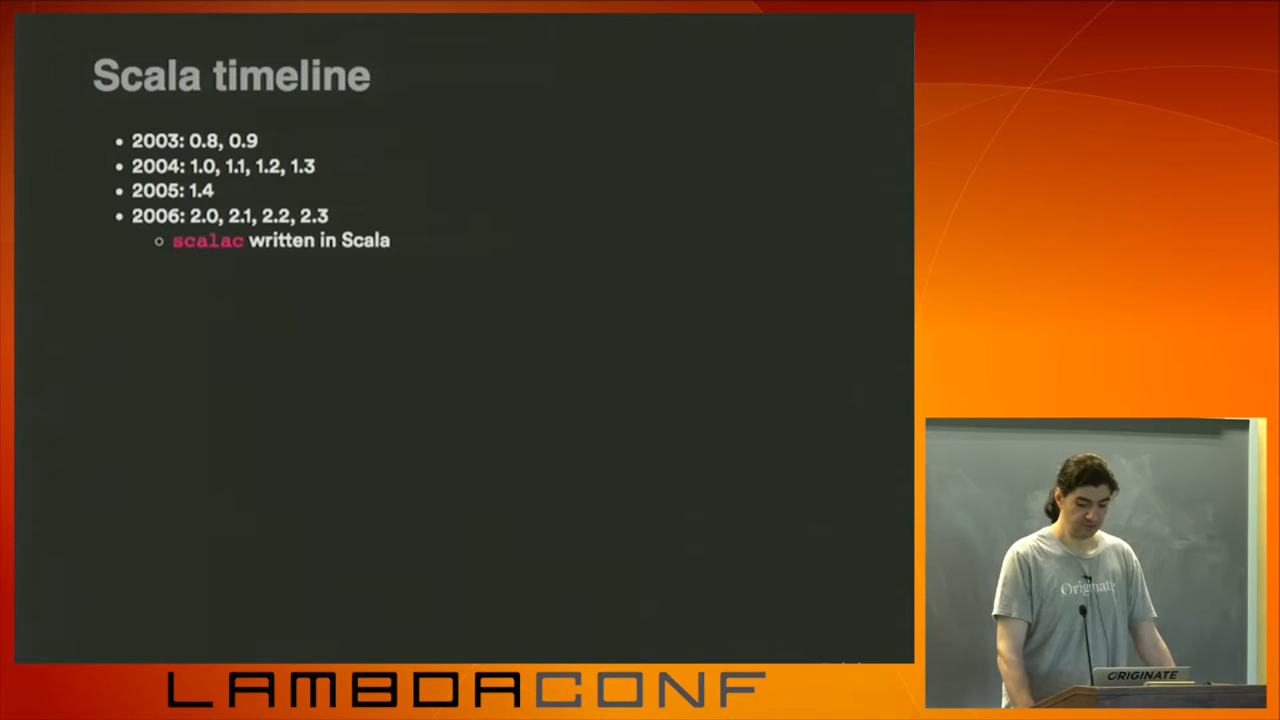 Scala timeline
• 2003: 0.8, 0.9
• 2004: 1.0, 1.1, 1.2, 1.3
• 2005: 1.4
• 2006: 2.0, 2.1, 2.2, 2.3
○ scalac written in Scala
Originate
ORIGINATE
LAMBDACONF